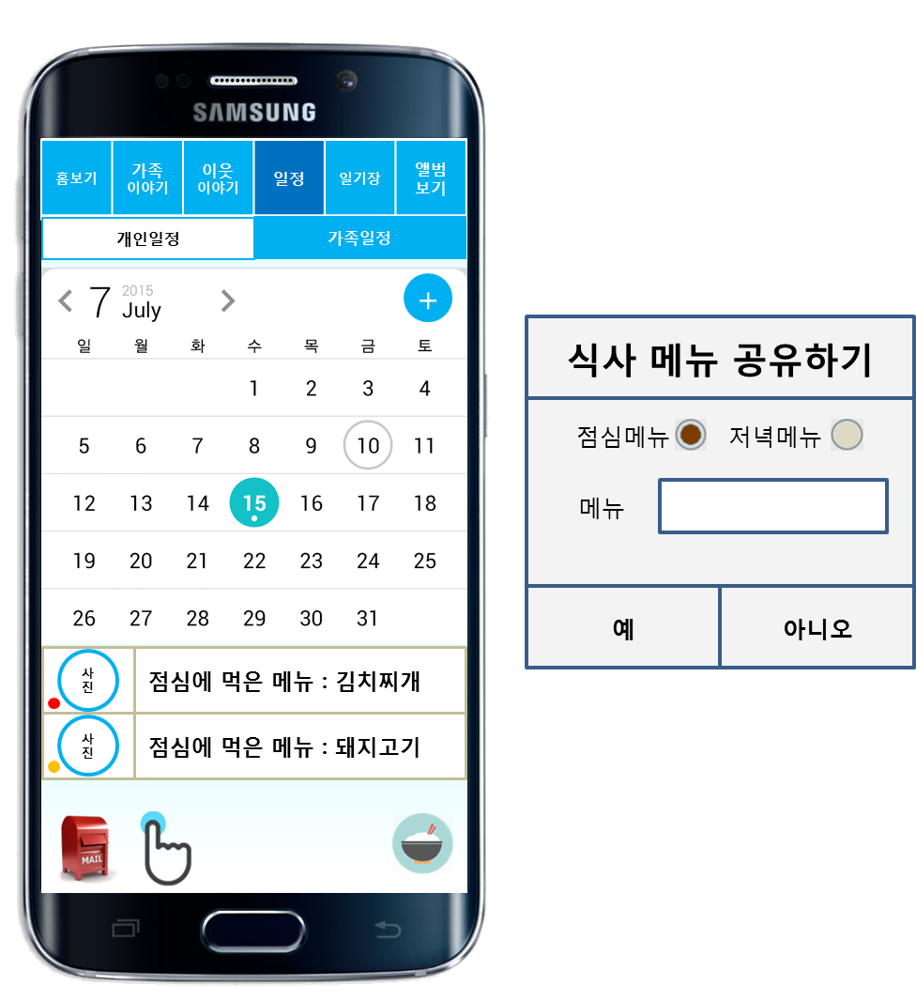 SAMSUNG
홈보기
가족
이야기
이웃
이야기
일정
일기장
앨범
보기
개인일정 가족일정
7 2015
July
+
일 월 화 수 목 금 토
1 2 3 4
5 6 7 8 9 10 11
12 13 14 15 16 17 18
19 20 21 22 23 24 25
26 27 28 29 30 31
사
진
점심에 먹은 메뉴 : 김치찌개
사
진
점심에 먹은 메뉴 : 돼지고기
MAIL
식사 메뉴 공유하기
점심메뉴 저녁메뉴
메뉴
예 아니오